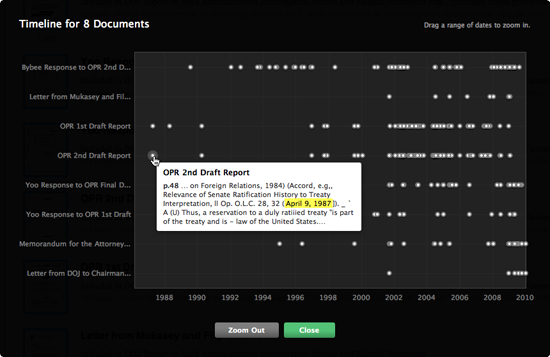 Timeline for 8 Documents
Drag a range of dates to zoom in.
Bybee Response to OPR 2nd D...
Letter from Mukasey and Fil...
OPR 1st Draft Report
OPR 2nd Draft Report
Yoo Response to OPR Final D...
Yoo Response to OPR 1st Draft
Memorandum for the Attorney...
Letter from DOJ to Chairman...
OPR 2nd Draft Report
p.48 ... on Foreign Relations, 1984) (Accord, e.g,,
Relevance of Senate Ratification History to Treaty
Interpretation, ll Op. O.L.C. 28, 32 ( April 9, 1987 ]). _ `
A (U) Thus, a reservation to a duly ratiiied treaty "is part
of the treaty and is - law of the United States....
1988 1990 1992 1994 1996 1998 2000 2002 2004 2006 2008 2010
Zoom Out Close